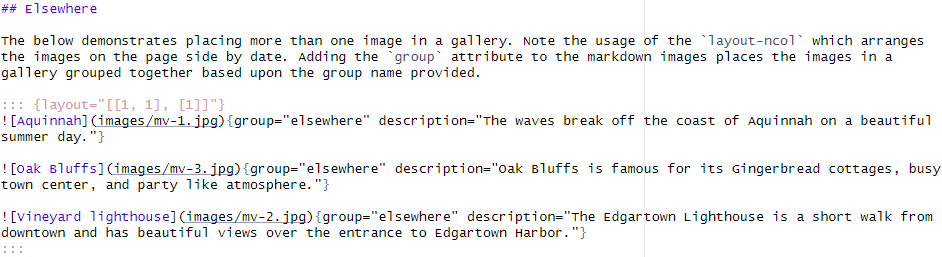 ## Elsewhere
The below demonstrates placing more than one image in a gallery. Note the usage of the `layout-ncol` which arranges
the images on the page side by date. Adding the `group` attribute to the markdown images places the images in a
gallery grouped together based upon the group name provided.
::: {layout="[[1, 1], [1]]"}
![Aquinnah](images/mv-1.jpg){group="elsewhere" description="The waves break off the coast of Aquinnah on a beautiful
summer day."}
![Oak Bluffs](images/mv-3.jpg){group="elsewhere" description="Oak Bluffs is famous for its Gingerbread cottages, busy
town center, and party like atmosphere."}
![Vineyard lighthouse](images/mv-2.jpg){group="elsewhere" description="The Edgartown Lighthouse is a short walk from
downtown and has beautiful views over the entrance to Edgartown Harbor."}
:::